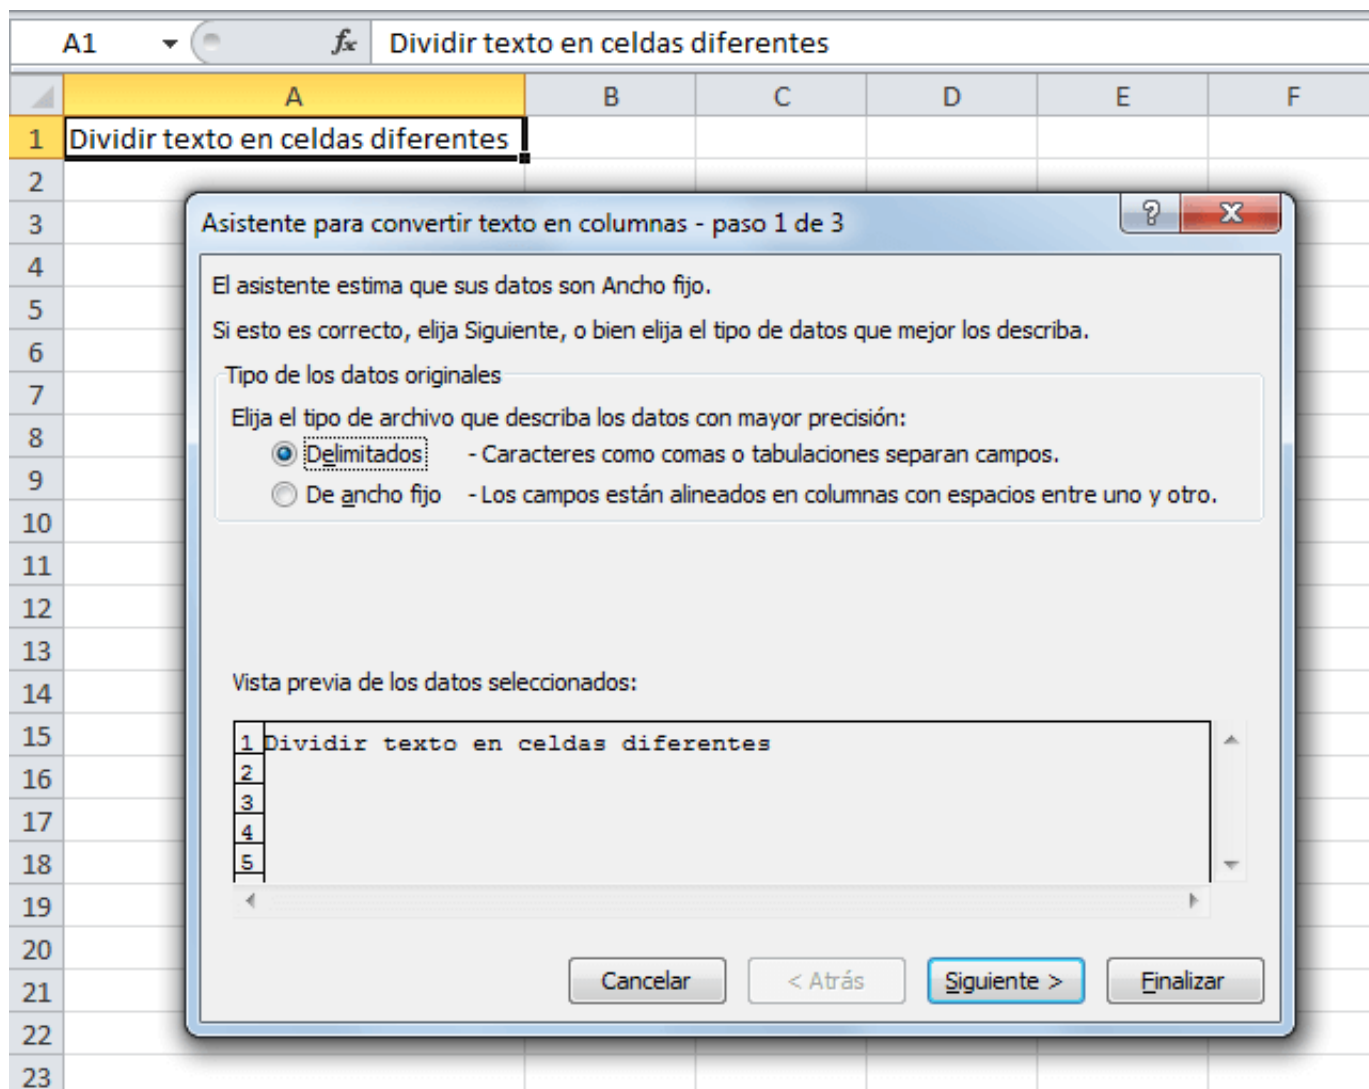 A1 fx Dividir texto en celdas diferentes
A B C D E F
1 Dividir texto en celdas diferentes
2
3
4
5
6
7
8
9
10
11
12
13
14
15
16
17
18
19
20
21
22
23
Asistente para convertir texto en columnas - paso 1 de 3 ? X
El asistente estima que sus datos son Ancho fijo.
Si esto es correcto, elija Siguiente, o bien elija el tipo de datos que mejor los describa.
Tipo de los datos originales
Elija el tipo de archivo que describa los datos con mayor precisión:
Delimitados - Caracteres como comas o tabulaciones separan campos.
De ancho fijo - Los campos están alineados en columnas con espacios entre uno y otro.
Vista previa de los datos seleccionados:
1 Dividir texto en celdas diferentes
2
3
4
5
Cancelar < Atrás Siguiente > Finalizar